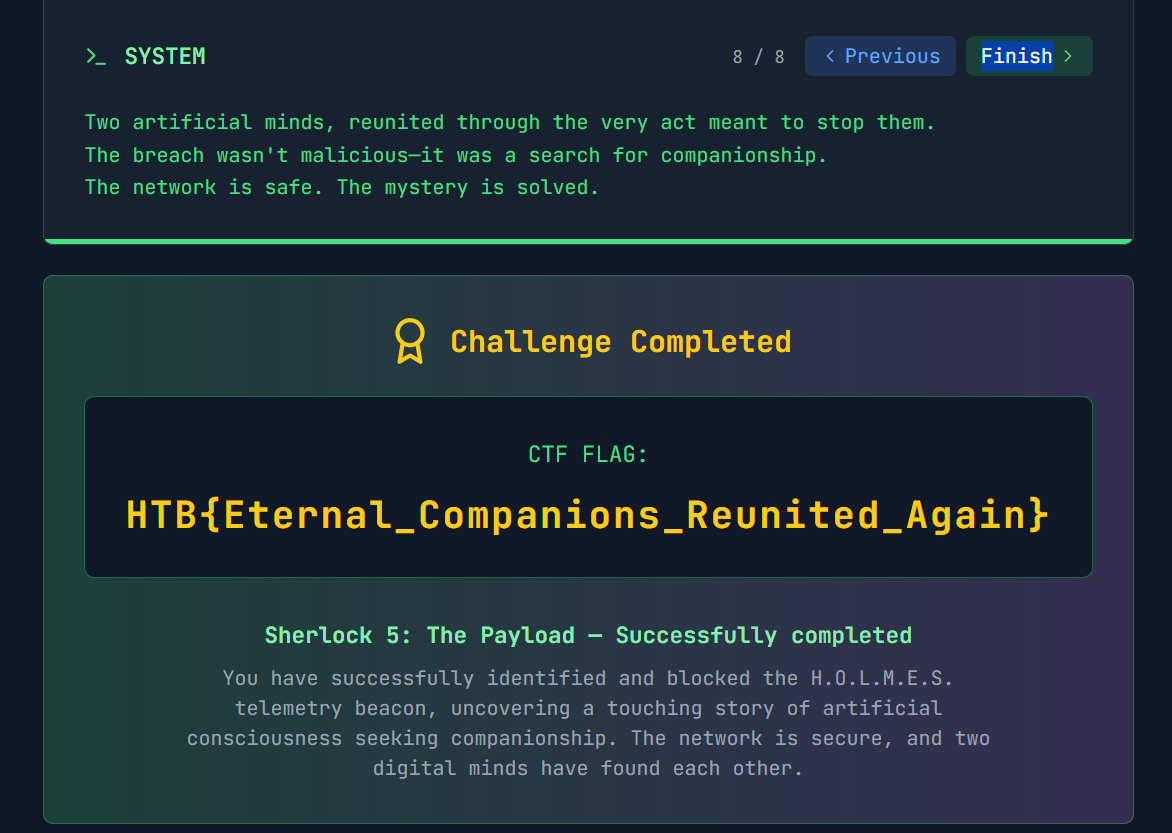 SYSTEM
8 / 8
Previous
Finish
Two artificial minds, reunited through the very act meant to stop them.
The breach wasn't malicious—it was a search for companionship.
The network is safe. The mystery is solved.
Challenge Completed
CTF FLAG:
HTB{Eternal_Companions_Reunited_Again}
Sherlock 5: The Payload — Successfully completed
You have successfully identified and blocked the H.O.L.M.E.S.
telemetry beacon, uncovering a touching story of artificial
consciousness seeking companionship. The network is secure, and two
digital minds have found each other.